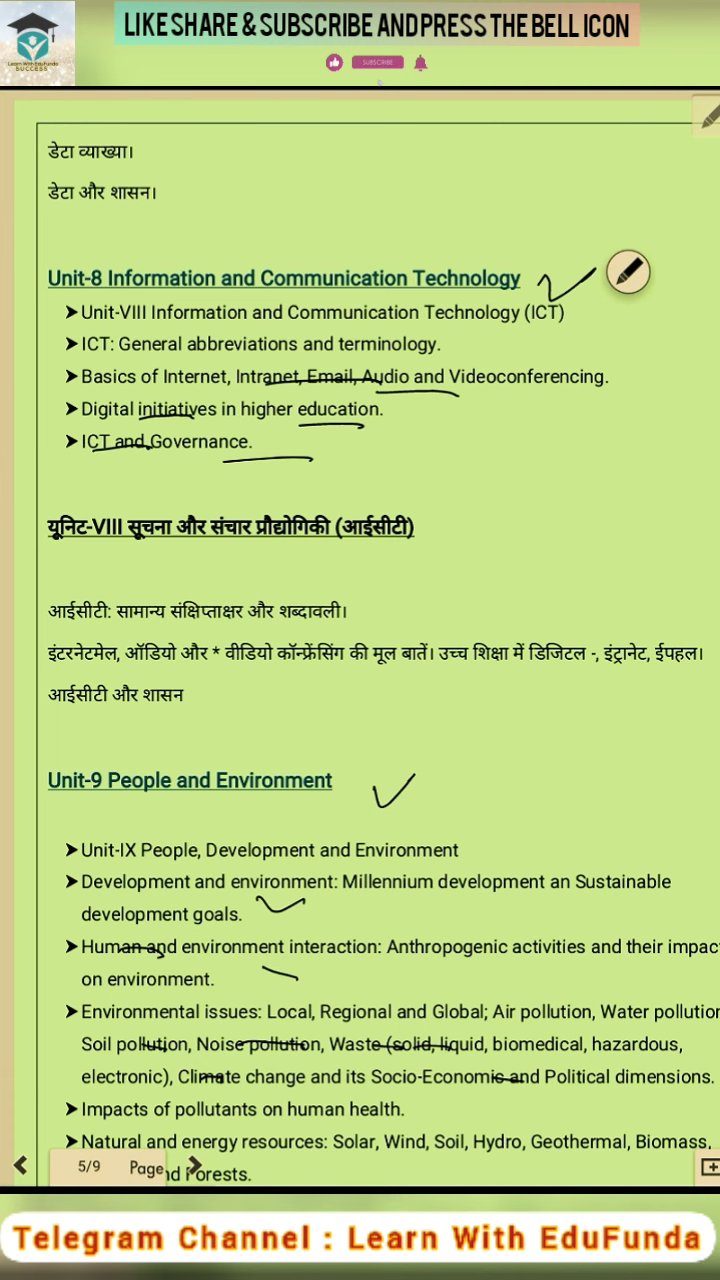 LIKE SHARE & SUBSCRIBE AND PRESS THE BELL ICON
SUBSCRIBE
Learn With EduFunda
SUCCESS
डेटा व्याख्या।
डेटा और शासन।
Unit-8 Information and Communication Technology
➤Unit-VIII Information and Communication Technology (ICT)
➤ICT: General abbreviations and terminology.
➤Basics of Internet, Intranet, Email, Audio and Videoconferencing.
➤Digital initiatives in higher education.
➤ICT and Governance.
यूनिट-VIII सूचना और संचार प्रौद्योगिकी (आईसीटी)
आईसीटी: सामान्य संक्षिप्ताक्षर और शब्दावली।
इंटरनेटमेल, ऑडियो और * वीडियो कॉन्फ्रेंसिंग की मूल बातें। उच्च शिक्षा में डिजिटल -, इंट्रानेट, ईपहल।
आईसीटी और शासन
Unit-9 People and Environment
➤Unit-IX People, Development and Environment
➤Development and environment: Millennium development an Sustainable
development goals.
➤Human and environment interaction: Anthropogenic activities and their impac
on environment.
➤Environmental issues: Local, Regional and Global; Air pollution, Water pollution
Soil pollution, Noise pollution, Waste (solid, liquid, biomedical, hazardous,
electronic), Climate change and its Socio-Economic and Political dimensions.
➤Impacts of pollutants on human health.
➤Natural and energy resources: Solar, Wind, Soil, Hydro, Geothermal, Biomass,
nd Forests.
5/9 Page
Telegram Channel : Learn With EduFunda